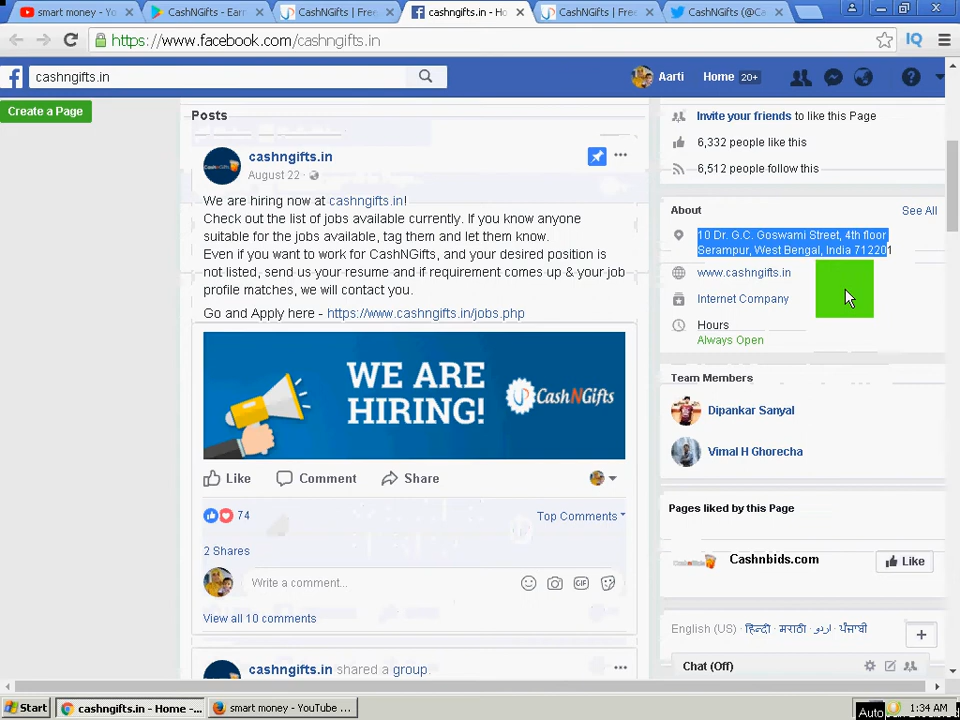 smart money - Yo
CashNGifts - Earn
CashNGifts | Free
cashngifts.in - Ho
CashNGifts | Free
CashNGifts (@Ca
https://www.facebook.com/cashngifts.in
IQ
cashngifts.in
Aarti
Home 20+
Create a Page
Posts
cashngifts.in
August 22
We are hiring now at cashngifts.in!
Check out the list of jobs available currently. If you know anyone
suitable for the jobs available, tag them and let them know.
Even if you want to work for CashNGifts, and your desired position is
not listed, send us your resume and if requirement comes up & your job
profile matches, we will contact you.
Go and Apply here - https://www.cashngifts.in/jobs.php
WE ARE
HIRING!
CashNGifts
Like
Comment
Share
74
Top Comments
2 Shares
Write a comment...
GIF
View all 10 comments
cashngifts.in shared a group.
Invite your friends to like this Page
6,332 people like this
6,512 people follow this
About
See All
10 Dr. G.C. Goswami Street, 4th floor
Serampur, West Bengal, India 712201
www.cashngifts.in
Internet Company
Hours
Always Open
Team Members
Dipankar Sanyal
Vimal H Ghorecha
Pages liked by this Page
Cashnbids.com
Like
English (US) · हिन्दी · मराठी · اردو · ਪੰਜਾਬੀ
Chat (Off)
Start
cashngifts.in - Home -...
smart money - YouTube ...
1:34 AM